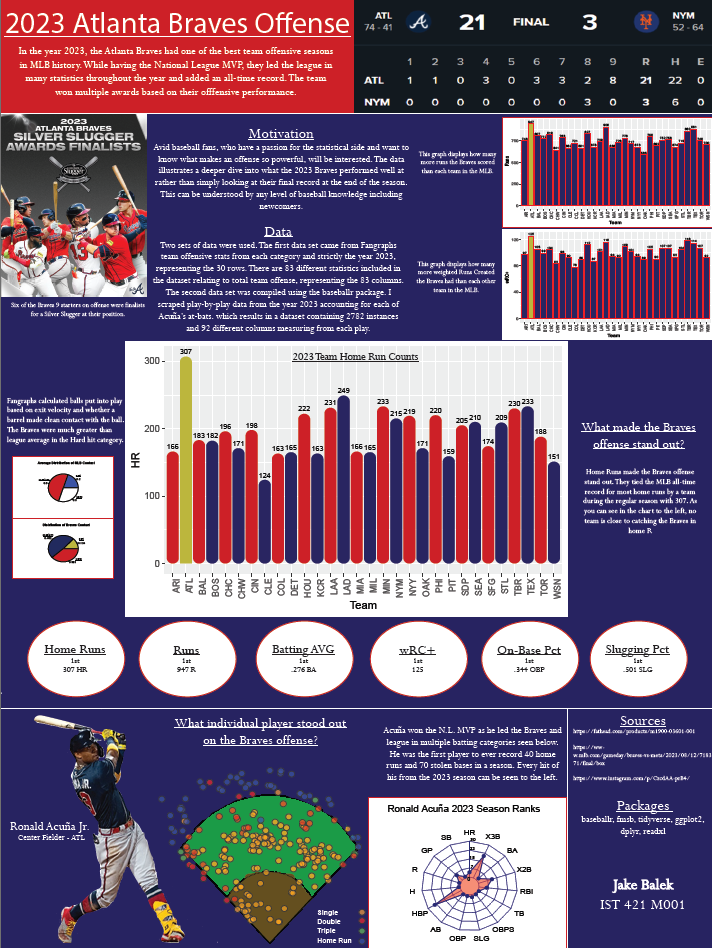 2023 Atlanta Braves Offense
In the year 2023, the Atlanta Braves had one of the best team offensive seasons
in MLB history. While having the National League MVP, they led the league in
many statistics throughout the year and added an all-time record. The team
won multiple awards based on their offfensive performance.
ATL 21 FINAL 3 NYM
74 - 41 52 - 64
1 2 3 4 5 6 7 8 9 R H E
ATL 1 1 0 3 0 3 3 2 8 21 22 0
NYM 0 0 0 0 0 0 0 3 0 3 6 0
2023
ATLANTA BRAVES
SILVER SLUGGER
AWARDS FINALISTS
Six of the Braves 9 starters on offense were finalists
for a Silver Slugger at their position.
Motivation
Avid baseball fans, who have a passion for the statistical side and want to
know what makes an offense so powerful, will be interested. The data
illustrates a deeper dive into what the 2023 Braves performed well at
rather than simply looking at their final record at the end of the season.
This can be understood by any level of baseball knowledge including
newcomers.
Data
Two sets of data were used. The first data set came from Fangraphs
team offensive stats from each category and strictly the year 2023,
representing the 30 rows. There are 83 different statistics included in
the dataset relating to total team offense, representing the 83 columns.
The second data set was compiled using the baseballr package. I
scraped play-by-play data from the year 2023 accounting for each of
Acuña's at-bats, which results in a dataset containing 2782 instances
and 92 different columns measuring from each play.
This graph displays how many
more runs the Braves scored
than each team in the MLB.
Runs
Team
This graph displays how many
more weighted Runs Created
the Braves had than each other
team in the MLB.
wRC+
Team
Fangraphs calculated balls put into play
based on exit velocity and whether a
barrel made clean contact with the ball.
The Braves were much greater than
league average in the Hard hit category.
Average Distribution of MLB Contact
Distribution of Braves Contact
2023 Team Home Run Counts
HR
300
200
100
0
166 307 183 182 196 171 198 124 163 165 222 163 231 249 166 165 233 215 219 171 220 159 205 210 174 209 230 233 188 151
ARI ATL BAL BOS CHC CHW CIN CLE COL DET HOU KCR LAA LAD MIA MIL MIN NYM NYY OAK PHI PIT SDP SEA SFG STL TBR TEX TOR WSN
Team
What made the Braves
offense stand out?
Home Runs made the Braves offense
stand out. They tied the MLB all-time
record for most home runs by a team
during the regular season with 307. As
you can see in the chart to the left, no
team is close to catching the Braves in
home R
Home Runs
1st
307 HR
Runs
1st
947 R
Batting AVG
1st
.276 BA
wRC+
1st
125
On-Base Pct
1st
.344 OBP
Slugging Pct
1st
.501 SLG
Ronald Acuña Jr.
Center Fielder - ATL
What individual player stood out
on the Braves offense?
Single
Double
Triple
Home Run
Acuña won the N.L. MVP as he led the Braves and
league in multiple batting categories seen below.
He was the first player to ever record 40 home
runs and 70 stolen bases in a season. Every hit of
his from the 2023 season can be seen to the left.
Ronald Acuña 2023 Season Ranks
HR
X3B
BA
X2B
RBI
TB
OBPS
SLG
OBP
AB
HBP
H
R
GP
SB
Sources
https://fathead.com/products/m1900-03601-001
https://ww-
w.mlb.com/gameday/braves-vs-mets/2023/08/12/7183
71/final/box
Packages
baseballr, fmsb, tidyverse, ggplot2,
dplyr, readxl
Jake Balek
IST 421 M001